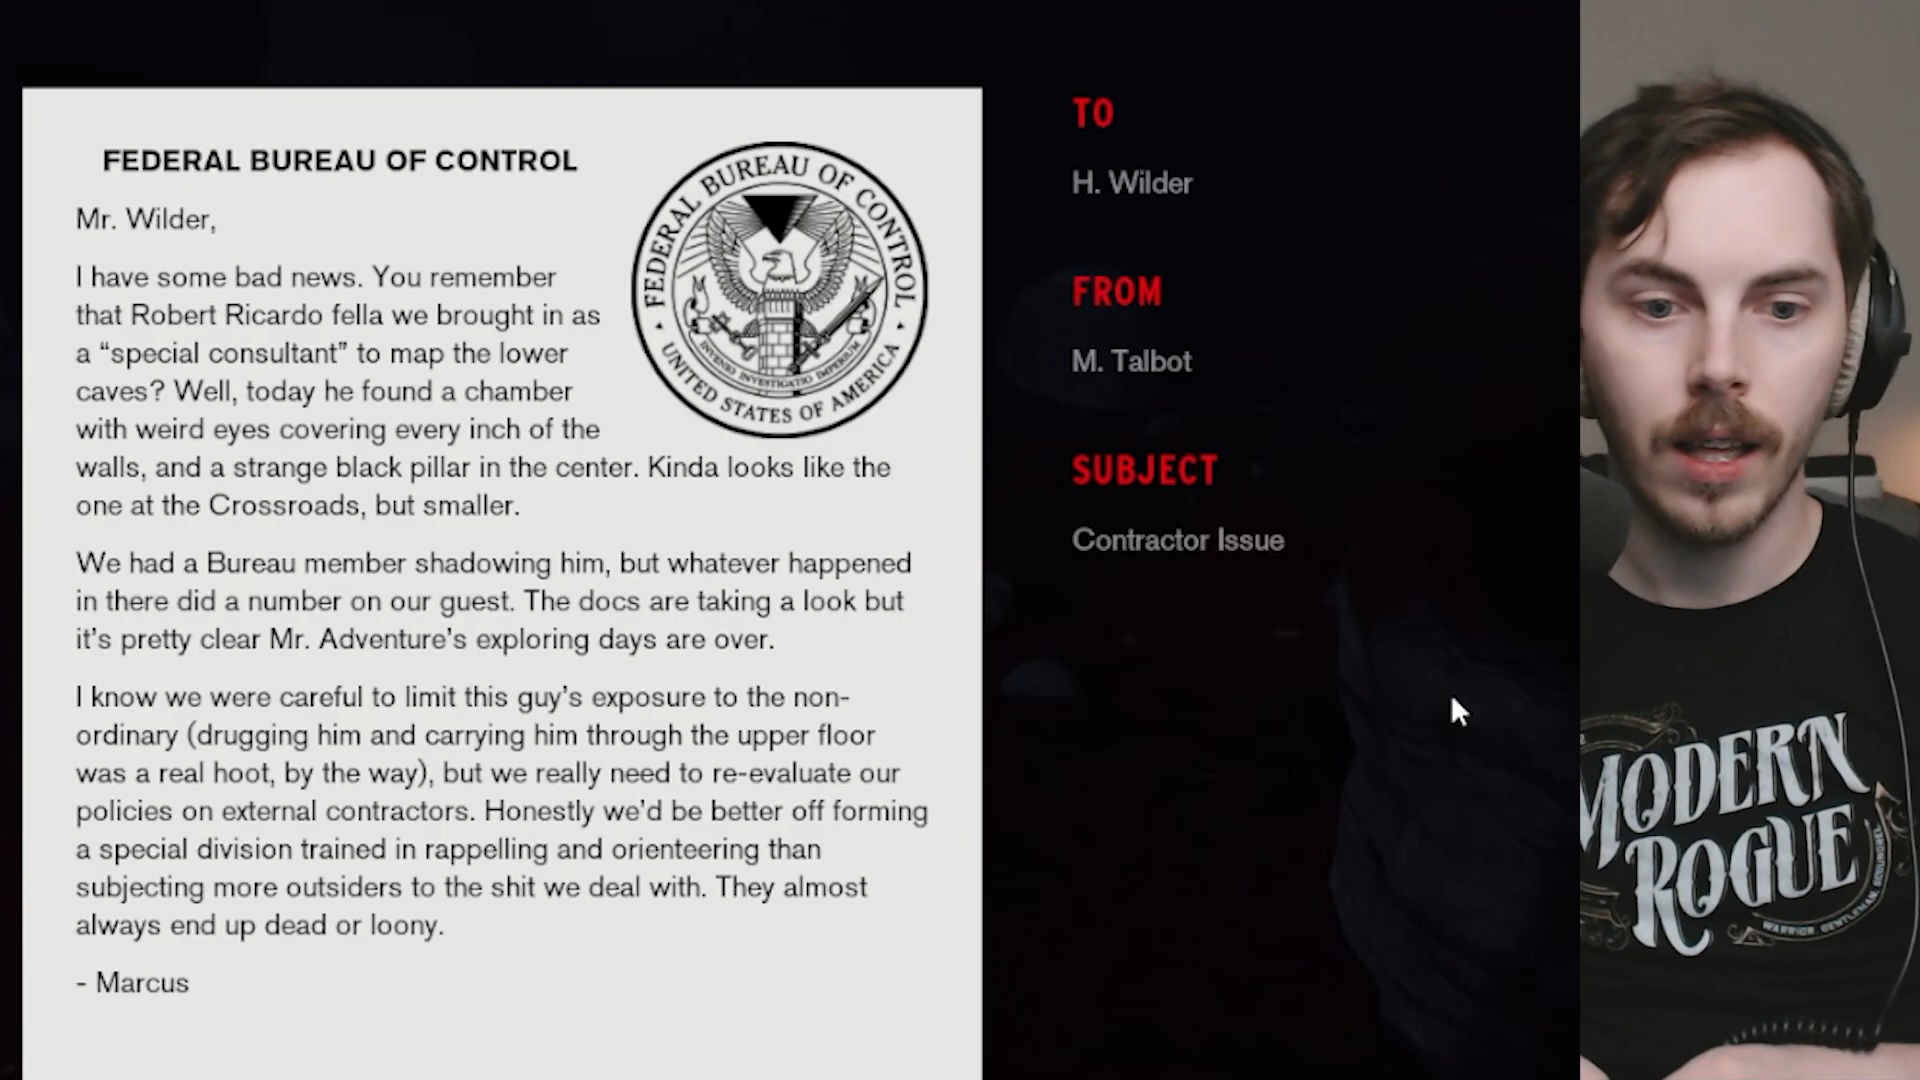 FEDERAL BUREAU OF CONTROL
Mr. Wilder,
I have some bad news. You remember
that Robert Ricardo fella we brought in as
a “special consultant” to map the lower
caves? Well, today he found a chamber
with weird eyes covering every inch of the
walls, and a strange black pillar in the center. Kinda looks like the
one at the Crossroads, but smaller.
We had a Bureau member shadowing him, but whatever happened
in there did a number on our guest. The docs are taking a look but
it’s pretty clear Mr. Adventure’s exploring days are over.
I know we were careful to limit this guy’s exposure to the non-
ordinary (drugging him and carrying him through the upper floor
was a real hoot, by the way), but we really need to re-evaluate our
policies on external contractors. Honestly we’d be better off forming
a special division trained in rappelling and orienteering than
subjecting more outsiders to the shit we deal with. They almost
always end up dead or loony.
- Marcus
FEDERAL BUREAU OF CONTROL
INVENIO INVESTIGATIO IMPERIUM
UNITED STATES OF AMERICA
TO
H. Wilder
FROM
M. Talbot
SUBJECT
Contractor Issue
MODERN
ROGUE
WARRIOR GENTLEMAN SCOUNDREL